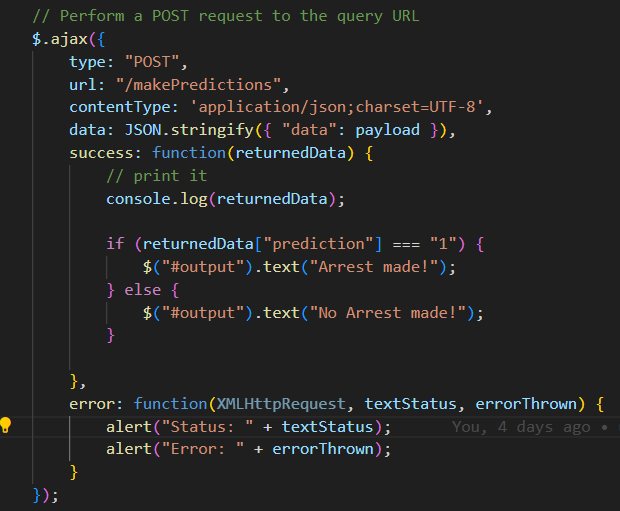 // Perform a POST request to the query URL
$.ajax({
type: "POST",
url: "/makePredictions",
contentType: 'application/json;charset=UTF-8',
data: JSON.stringify({ "data": payload }),
success: function(returnedData) {
// print it
console.log(returnedData);
if (returnedData["prediction"] === "1") {
$("#output").text("Arrest made!");
} else {
$("#output").text("No Arrest made!");
}
},
error: function(XMLHttpRequest, textStatus, errorThrown) {
alert("Status: " + textStatus); You, 4 days ago •
alert("Error: " + errorThrown);
}
});